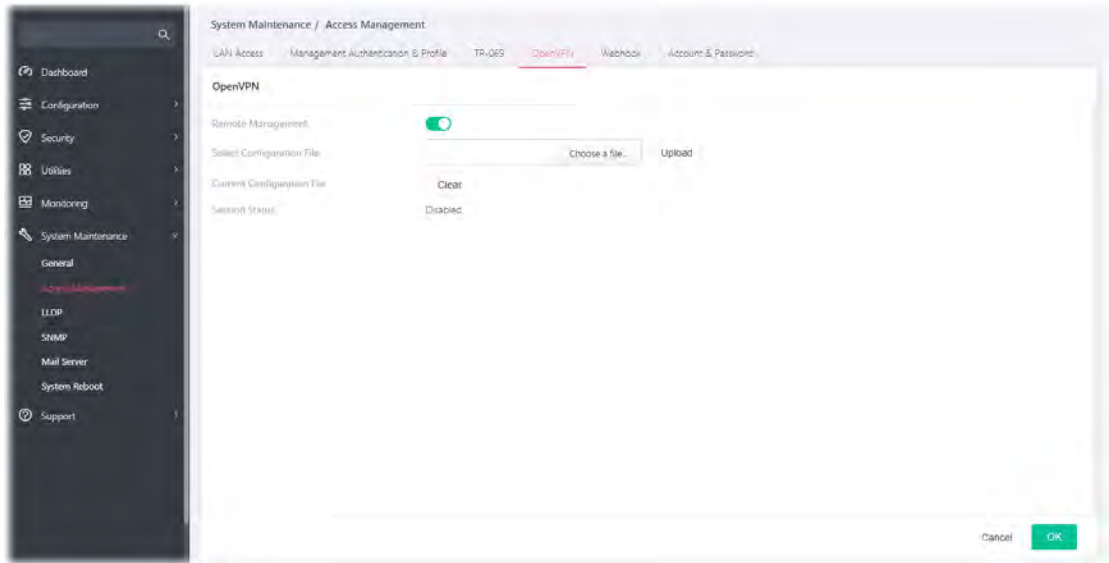 System Maintenance / Access Management
LAN Access Management Authentication & Profile TR-069 OpenVPN Webhook Account & Password
Dashboard
Configuration
Security
Utilities
Monitoring
System Maintenance
General
Access Management
LLDP
SNMP
Mail Server
System Reboot
Support
OpenVPN
Remote Management
Select Configuration File Choose a file... Upload
Current Configuration File Clear
Session Status Disabled
Cancel OK